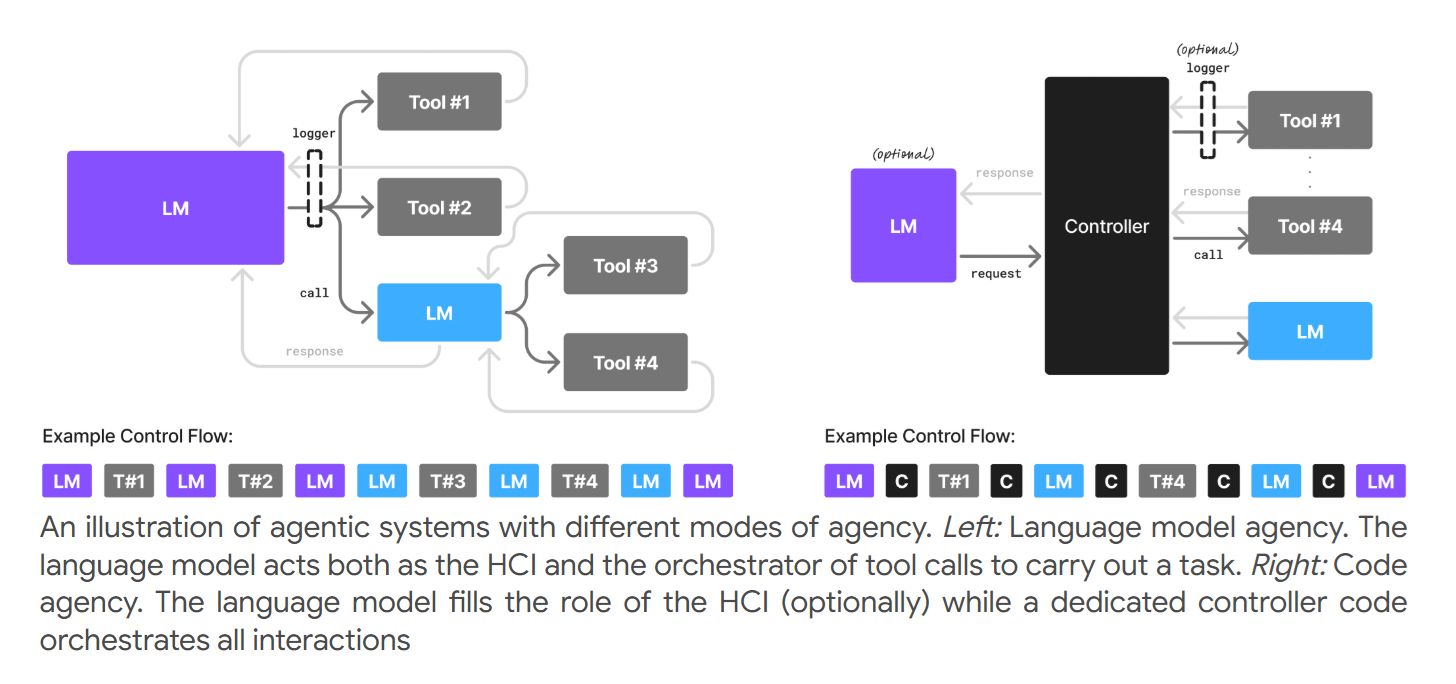 Tool #1
logger
LM
Tool #2
Tool #3
call
LM
response
Tool #4
(optional)
logger
Tool #1
(optional)
response
response
LM
Controller
Tool #4
request
call
LM
Example Control Flow:
LM T#1 LM T#2 LM LM T#3 LM T#4 LM LM
Example Control Flow:
LM C T#1 C LM C T#4 C LM C LM
An illustration of agentic systems with different modes of agency. Left: Language model agency. The
language model acts both as the HCI and the orchestrator of tool calls to carry out a task. Right: Code
agency. The language model fills the role of the HCI (optionally) while a dedicated controller code
orchestrates all interactions